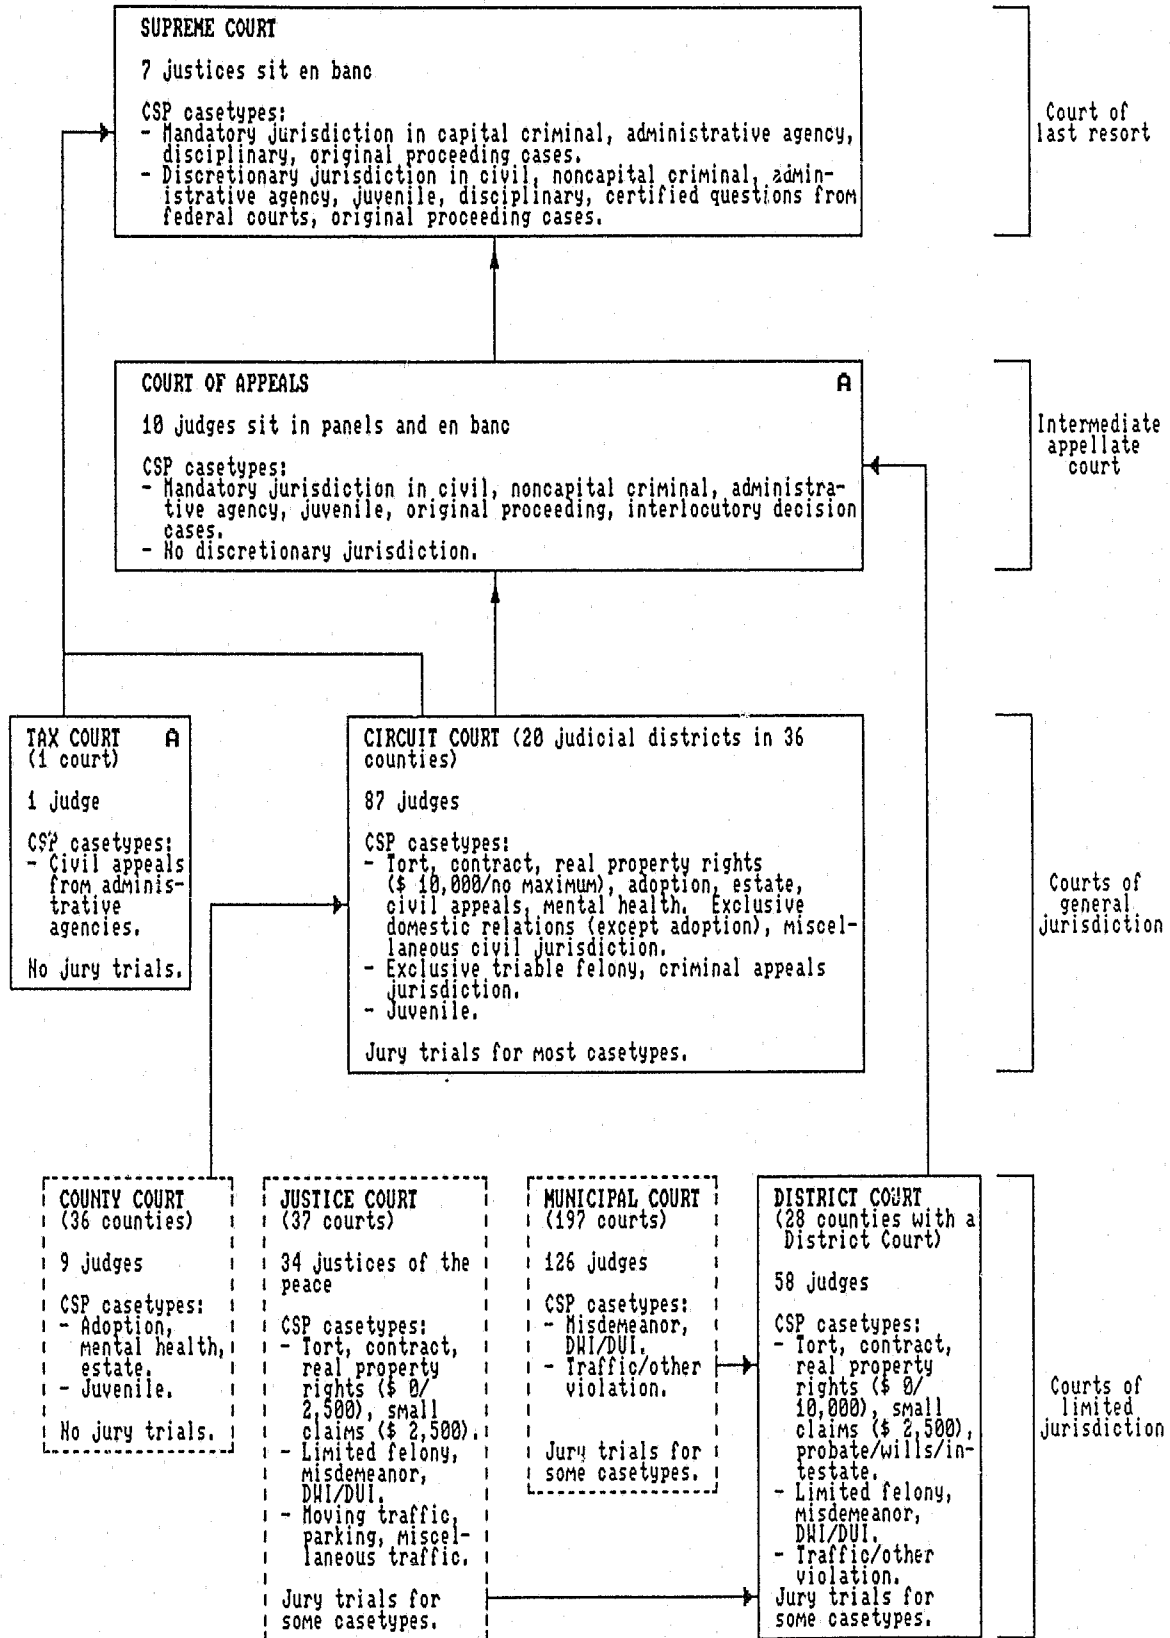 SUPREME COURT
7 justices sit en banc
CSP casetypes:
- Mandatory jurisdiction in capital criminal, administrative agency,
disciplinary, original proceeding cases.
- Discretionary jurisdiction in civil, noncapital criminal, admin-
istrative agency, juvenile, disciplinary, certified questions from
federal courts, original proceeding cases.
Court of
last resort
COURT OF APPEALS A
10 judges sit in panels and en banc
CSP casetypes:
- Mandatory jurisdiction in civil, noncapital criminal, administra-
tive agency, juvenile, original proceeding, interlocutory decision
cases.
- No discretionary jurisdiction.
Intermediate
appellate
court
TAX COURT A
(1 court)
1 judge
CSP casetypes:
- Civil appeals
from adminis-
trative
agencies.
No jury trials.
CIRCUIT COURT (20 judicial districts in 36
counties)
87 judges
CSP casetypes:
- Tort, contract, real property rights
($ 10,000/no maximum), adoption, estate,
civil appeals, mental health. Exclusive
domestic relations (except adoption), miscel-
laneous civil jurisdiction.
- Exclusive triable felony, criminal appeals
jurisdiction.
- Juvenile.
Jury trials for most casetypes.
Courts of
general
jurisdiction
COUNTY COURT
(36 counties)
9 judges
CSP casetypes:
- Adoption,
mental health,
estate.
- Juvenile.
No jury trials.
JUSTICE COURT
(37 courts)
34 justices of the
peace
CSP casetypes:
- Tort, contract,
real property
rights ($ 0/
2,500), small
claims ($ 2,500).
- Limited felony,
misdemeanor,
DWI/DUI.
- Moving traffic,
parking, miscel-
laneous traffic.
Jury trials for
some casetypes.
MUNICIPAL COURT
(197 courts)
126 judges
CSP casetypes:
- Misdemeanor,
DWI/DUI.
- Traffic/other
violation.
Jury trials for
some casetypes.
DISTRICT COURT
(28 counties with a
District Court)
58 judges
CSP casetypes:
- Tort, contract,
real property
rights ($ 0/
10,000), small
claims ($ 2,500),
probate/wills/in-
testate.
- Limited felony,
misdemeanor,
DWI/DUI.
- Traffic/other
violation.
Jury trials for
some casetypes.
Courts of
limited
jurisdiction